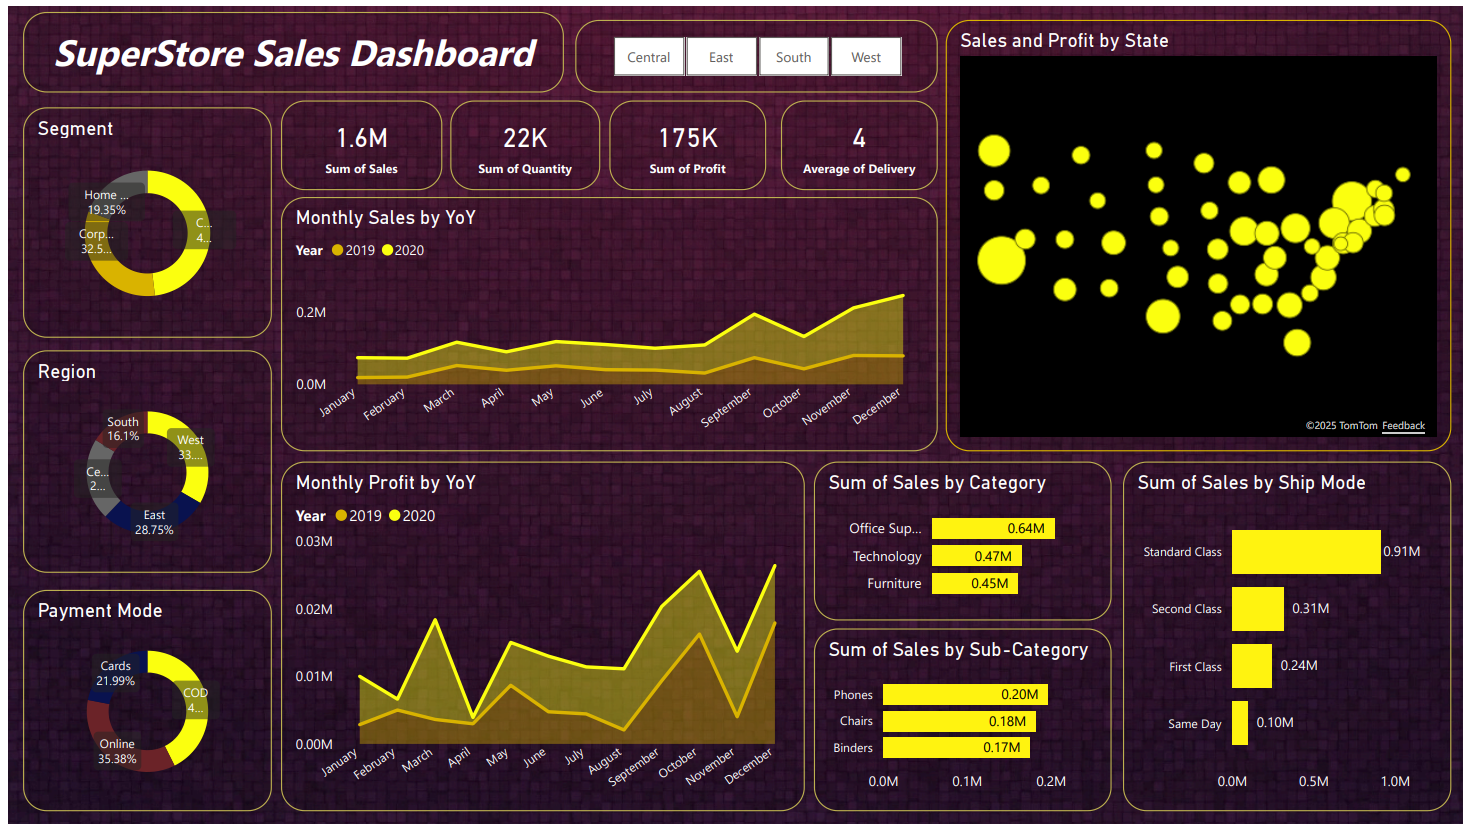 SuperStore Sales Dashboard
Central
East
South
West
Sales and Profit by State
Segment
Home ...
19.35%
Corp...
32.5...
C...
4...
1.6M
Sum of Sales
22K
Sum of Quantity
175K
Sum of Profit
4
Average of Delivery
Monthly Sales by YoY
Year 2019 2020
0.2M
0.0M
January
February
March
April
May
June
July
August
September
October
November
December
©2025 TomTom Feedback
Region
South
16.1%
West
33....
Ce...
2...
East
28.75%
Monthly Profit by YoY
Year 2019 2020
0.03M
0.02M
0.01M
0.00M
January
February
March
April
May
June
July
August
September
October
November
December
Sum of Sales by Category
Office Sup... 0.64M
Technology 0.47M
Furniture 0.45M
Sum of Sales by Ship Mode
Standard Class 0.91M
Second Class 0.31M
First Class 0.24M
Same Day 0.10M
0.0M 0.5M 1.0M
Payment Mode
Cards
21.99%
COD
4...
Online
35.38%
Sum of Sales by Sub-Category
Phones 0.20M
Chairs 0.18M
Binders 0.17M
0.0M 0.1M 0.2M